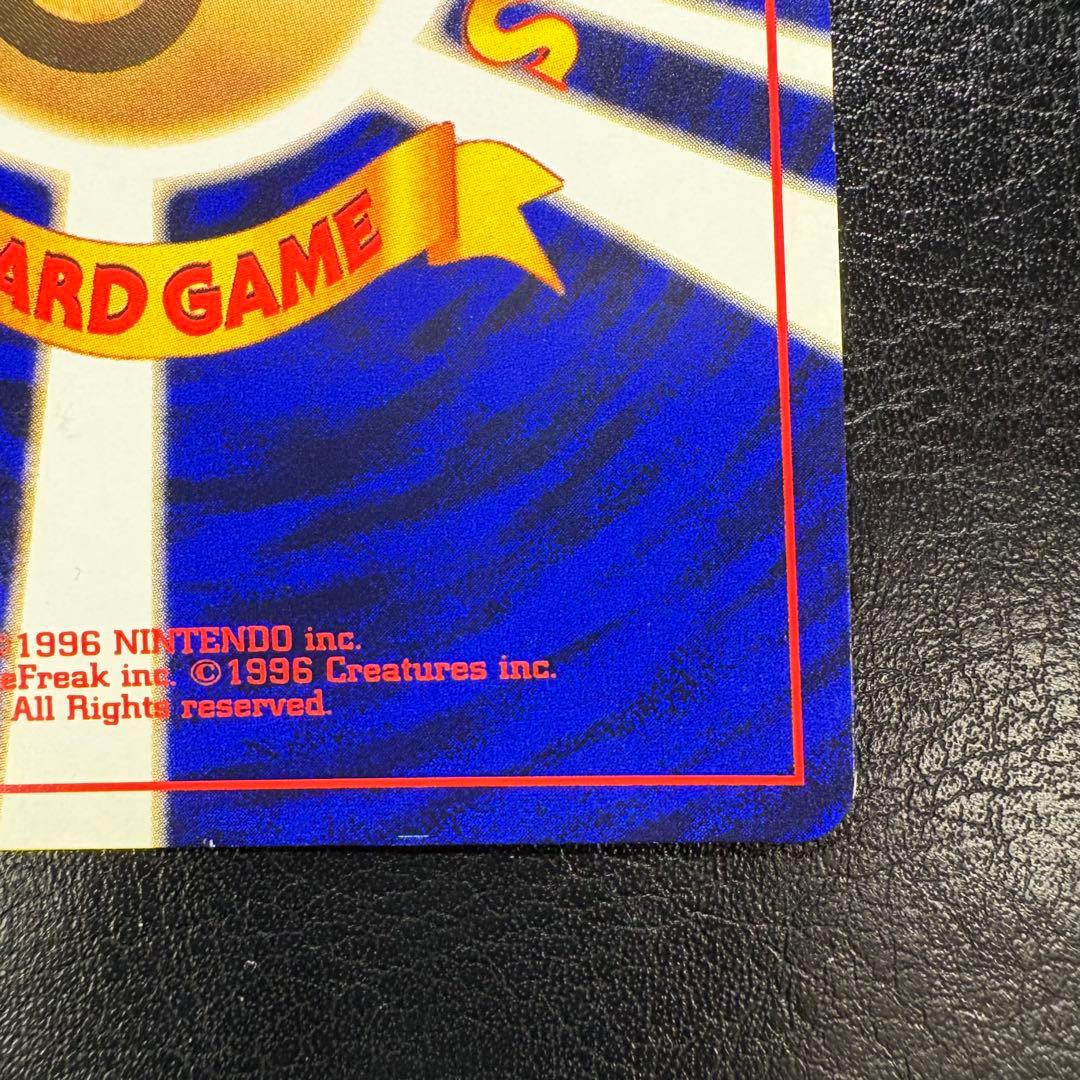 S
ARD GAME
©1996 NINTENDO inc.
eFreak inc. ©1996 Creatures inc.
All Rights reserved.